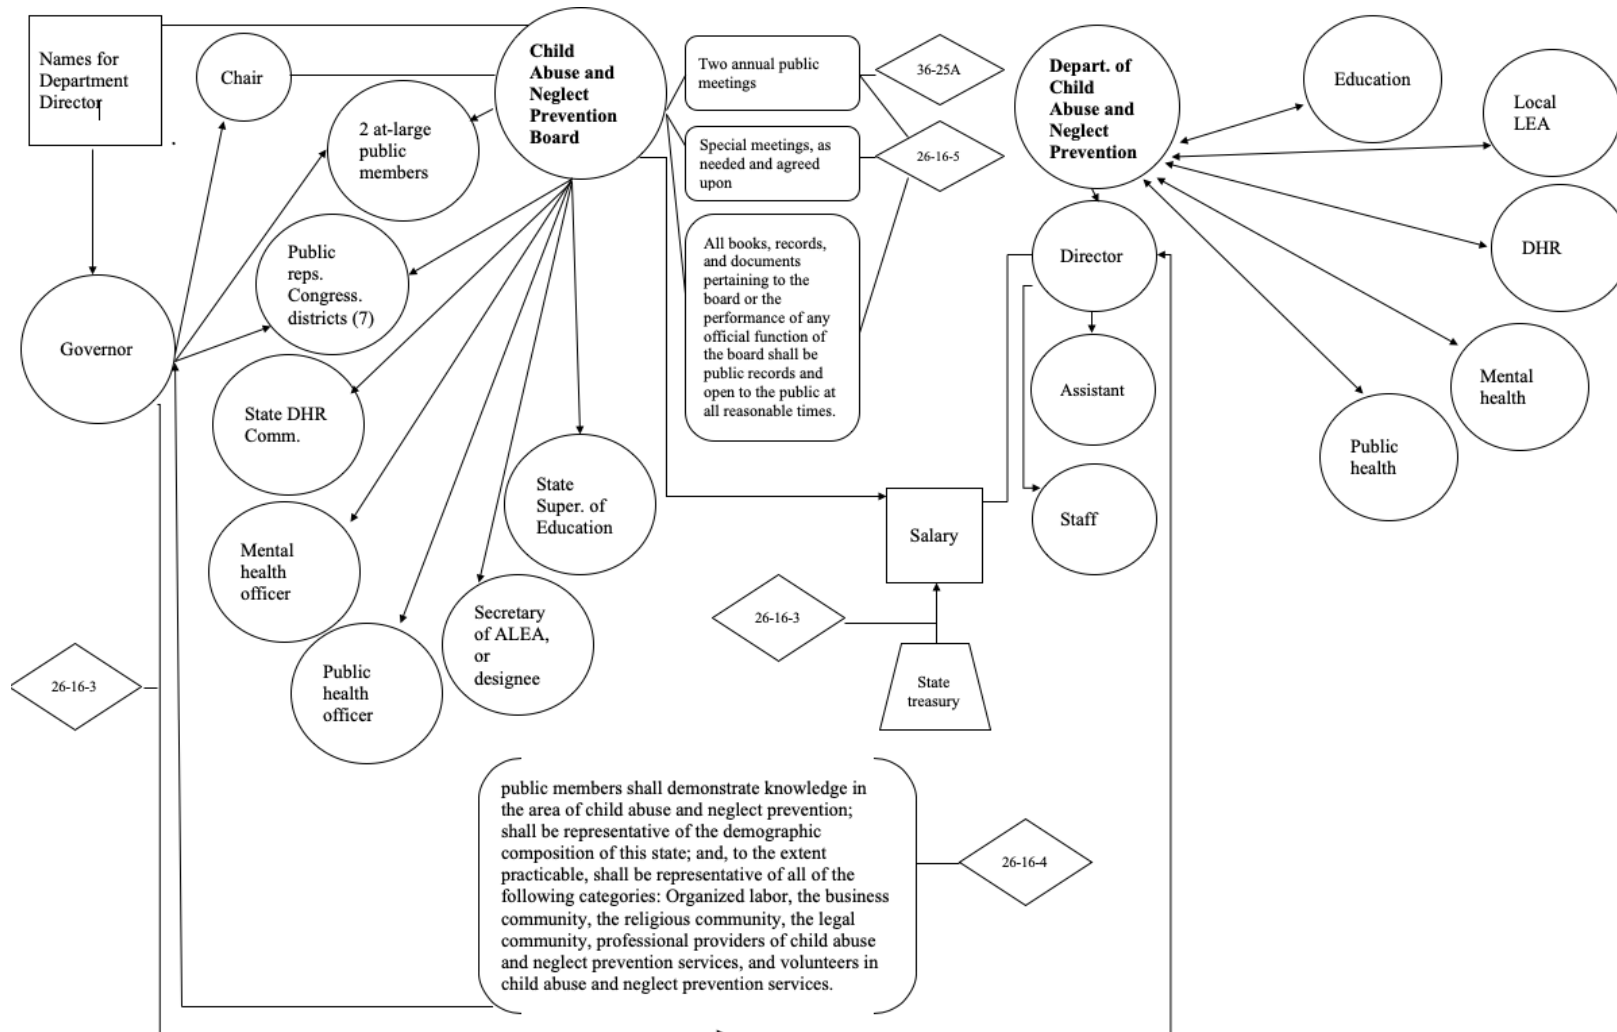 Names for
Department
Director
Chair
Child
Abuse and
Neglect
Prevention
Board
2 at-large
public
members
Two annual public
meetings
36-25A
Special meetings, as
needed and agreed
upon
26-16-5
All books, records,
and documents
pertaining to the
board or the
performance of any
official function of
the board shall be
public records and
open to the public at
all reasonable times.
Depart. of
Child
Abuse and
Neglect
Prevention
Education
Local
LEA
DHR
Mental
health
Public
health
Director
Assistant
Staff
Governor
Public
reps.
Congress.
districts (7)
State DHR
Comm.
Mental
health
officer
Public
health
officer
Secretary
of ALEA,
or
designee
State
Super. of
Education
Salary
26-16-3
State
treasury
26-16-3
public members shall demonstrate knowledge in
the area of child abuse and neglect prevention;
shall be representative of the demographic
composition of this state; and, to the extent
practicable, shall be representative of all of the
following categories: Organized labor, the business
community, the religious community, the legal
community, professional providers of child abuse
and neglect prevention services, and volunteers in
child abuse and neglect prevention services.
26-16-4